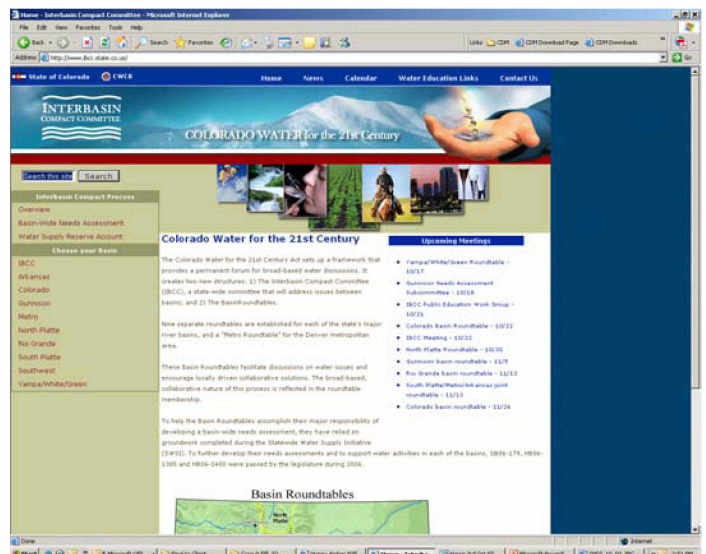 Home - Interbasin Compact Committee - Microsoft Internet Explorer
File Edit View Favorites Tools Help
Back Search Favorites
Links CDM CDM Download Page CDM Downloads
Address http://www.ibcc.state.co.us/ Go
State of Colorado CWCB
Home News Calendar Water Education Links Contact Us
INTERBASIN
COMPACT COMMITTEE
COLORADO WATER for the 21st Century
Search this site Search
Interbasin Compact Process
Overview
Basin-Wide Needs Assessment
Water Supply Reserve Account
Choose your Basin
IBCC
Arkansas
Colorado
Gunnison
Metro
North Platte
Rio Grande
South Platte
Southwest
Yampa/White/Green
Colorado Water for the 21st Century
The Colorado Water for the 21st Century Act sets up a framework that
provides a permanent forum for broad-based water discussions. It
creates two new structures: 1) The Interbasin Compact Committee
(IBCC), a state-wide committee that will address issues between
basins; and 2) The BasinRoundtables.
Nine separate roundtables are established for each of the state's major
river basins, and a "Metro Roundtable" for the Denver metropolitan
area.
These Basin Roundtables facilitate discussions on water issues and
encourage locally driven collaborative solutions. The broad-based,
collaborative nature of this process is reflected in the roundtable
membership.
To help the Basin Roundtables accomplish their major responsibility of
developing a basin-wide needs assessment, they have relied on
groundwork completed during the Statewide Water Supply Initiative
(SWSI). To further develop their needs assessments and to support water activities in each of the basins, SB06-179, HB06-
1385 and HB06-1400 were passed by the legislature during 2006.
Upcoming Meetings
Yampa/White/Green Roundtable -
10/17
Gunnison Needs Assessment
Subcommittee - 10/18
IBCC Public Education Work Group -
10/21
Colorado Basin Roundtable - 10/22
IBCC Meeting - 10/22
North Platte Roundtable - 10/30
Gunnison basin roundtable - 11/5
Rio Grande basin roundtable - 11/13
South Platte/Metro/Arkansas joint
roundtable - 11/13
Colorado basin roundtable - 11/26
Basin Roundtables
North
Platte
Done Internet